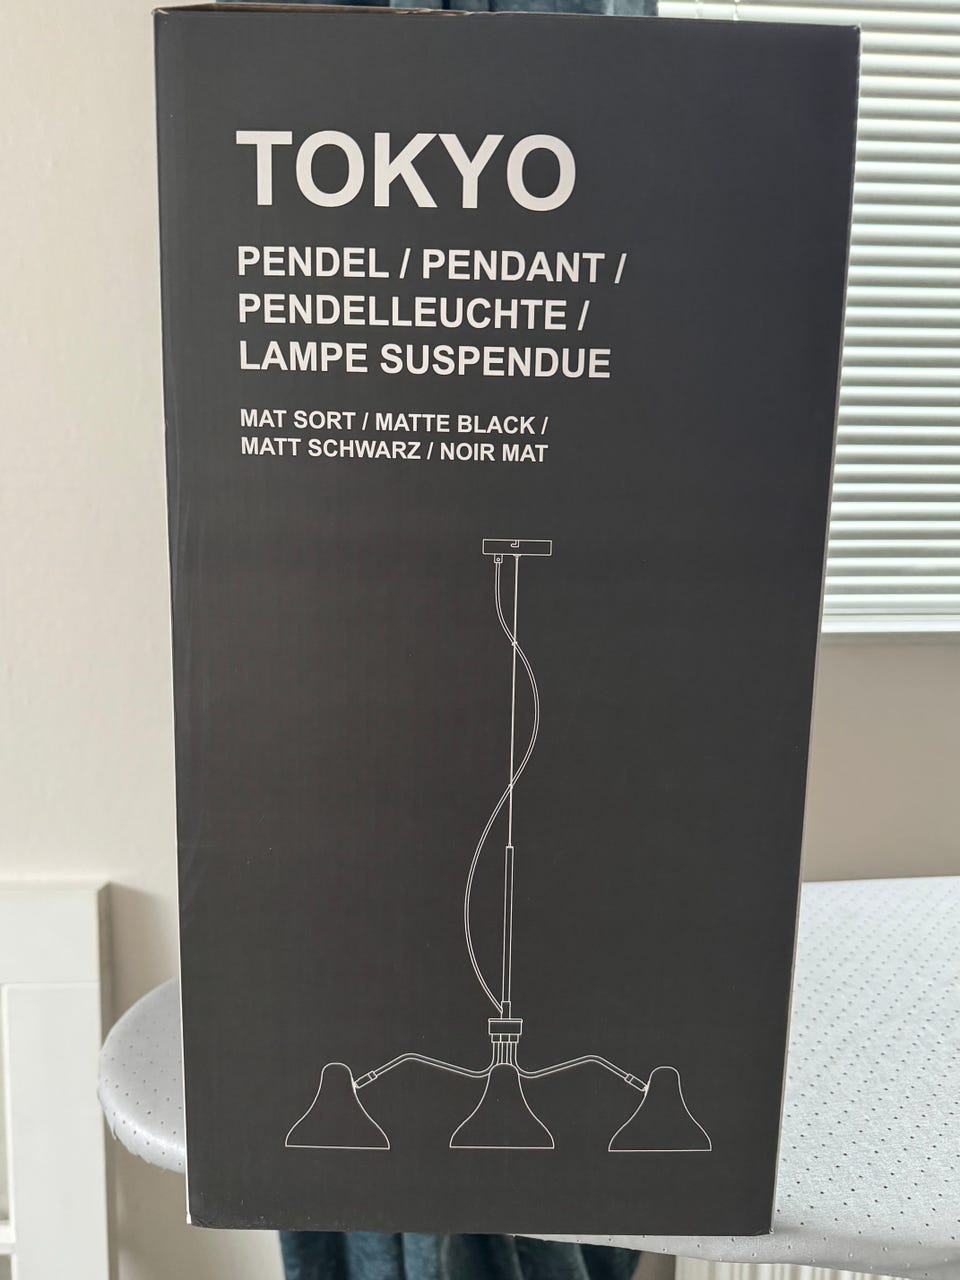 TOKYO
PENDEL / PENDANT /
PENDELLEUCHTE /
LAMPE SUSPENDUE
MAT SORT / MATTE BLACK /
MATT SCHWARZ / NOIR MAT